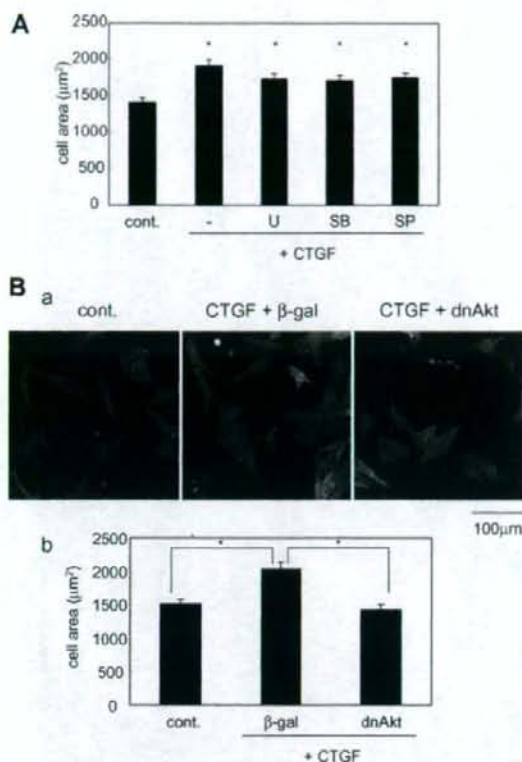 A
cell area (μm²)
2500
2000
1500
1000
500
0
* * * *
cont. - U SB SP
+ CTGF
B
a
cont. CTGF + β-gal CTGF + dnAkt
100μm
b
cell area (μm²)
2500
2000
1500
1000
500
0
* *
cont. β-gal dnAkt
+ CTGF